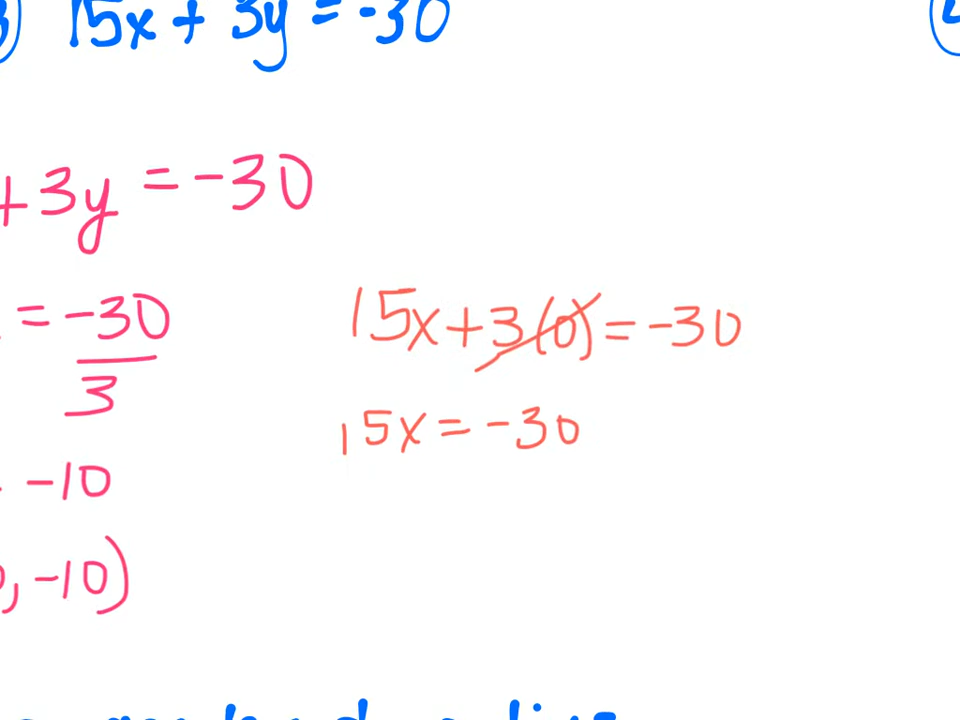 15x + 3y = -30
+ 3y = -30
15x + 3(0) = -30
= -30
3
15x = -30
-10
, -10)